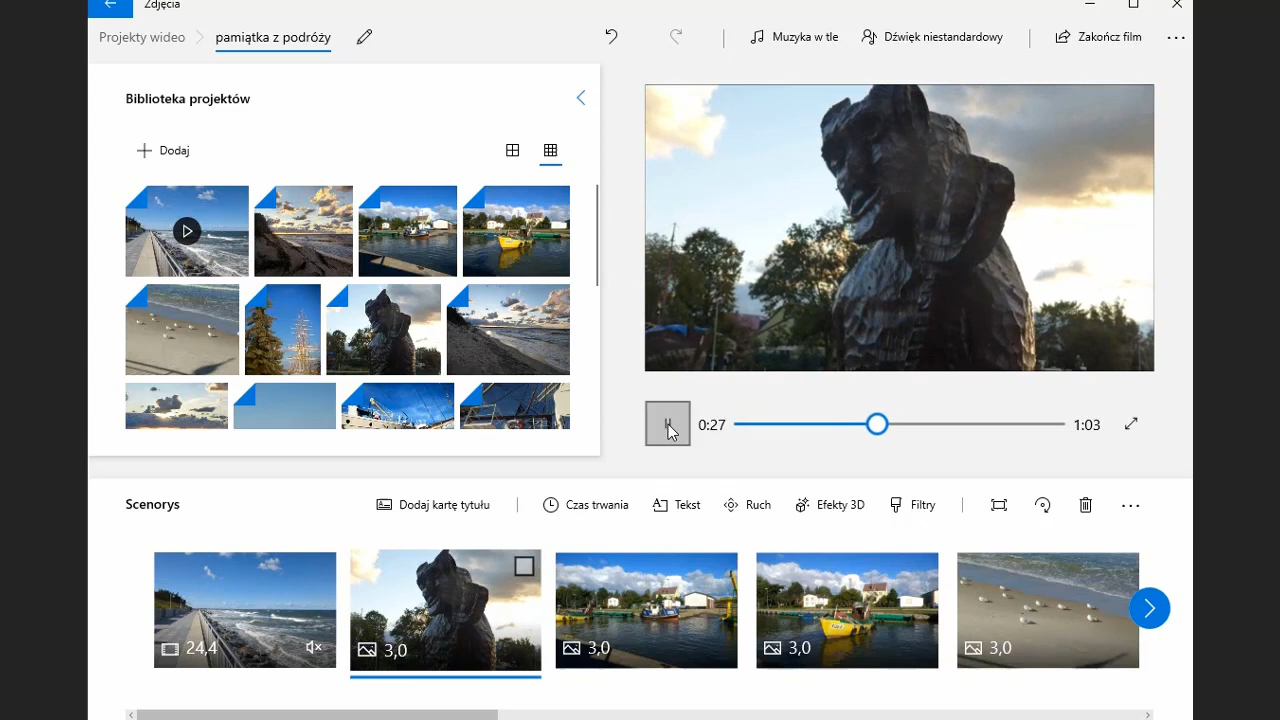 Zdjęcia
Projekty wideo pamiątka z podróży Muzyka w tle Dźwięk niestandardowy Zakończ film
Biblioteka projektów
Dodaj
0:27 1:03
Scenorys Dodaj kartę tytułu Czas trwania Tekst Ruch Efekty 3D Filtry
24,4 3,0 3,0 3,0 3,0